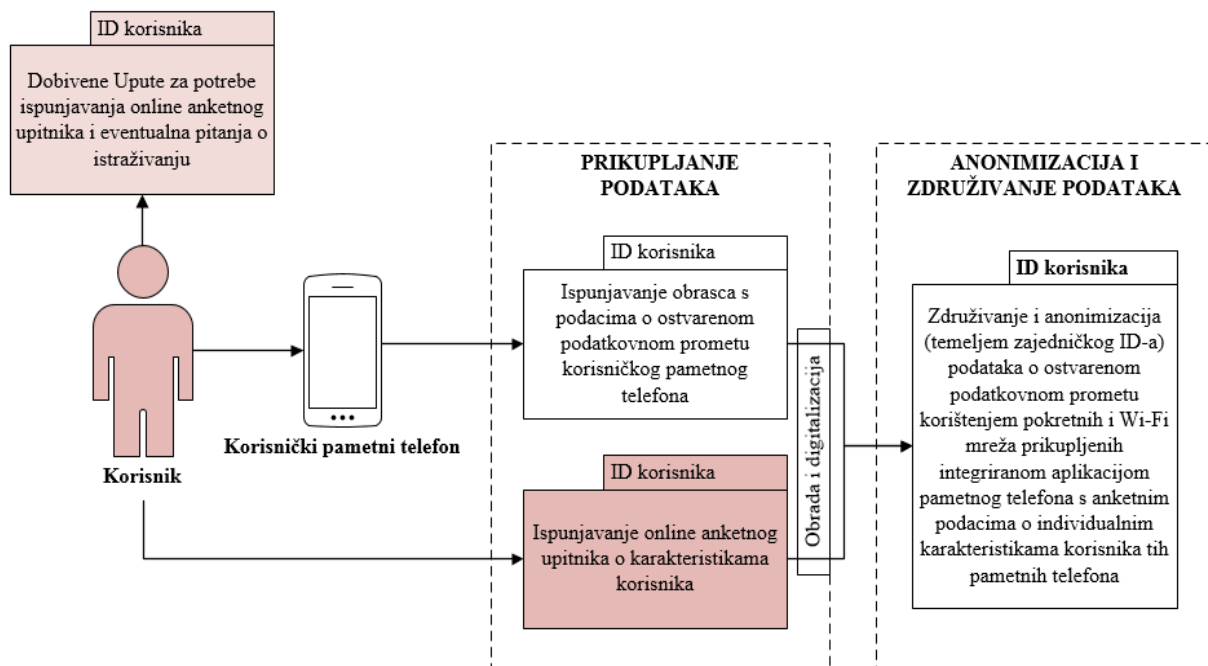 ID korisnika
Dobivene Upute za potrebe
ispunjavanja online anketnog
upitnika i eventualna pitanja o
istraživanju
Korisnik
Korisnički pametni telefon
PRIKUPLJANJE
PODATAKA
ID korisnika
Ispunjavanje obrasca s
podacima o ostvarenom
podatkovnom prometu
korisničkog pametnog
telefona
ID korisnika
Ispunjavanje online anketnog
upitnika o karakteristikama
korisnika
Obrada i digitalizacija
ANONIMIZACIJA I
ZDRUŽIVANJE PODATAKA
ID korisnika
Združivanje i anonimizacija
(temeljem zajedničkog ID-a)
podataka o ostvarenom
podatkovnom prometu
korištenjem pokretnih i Wi-Fi
mreža prikupljenih
integriranom aplikacijom
pametnog telefona s anketnim
podacima o individualnim
karakteristikama korisnika tih
pametnih telefona